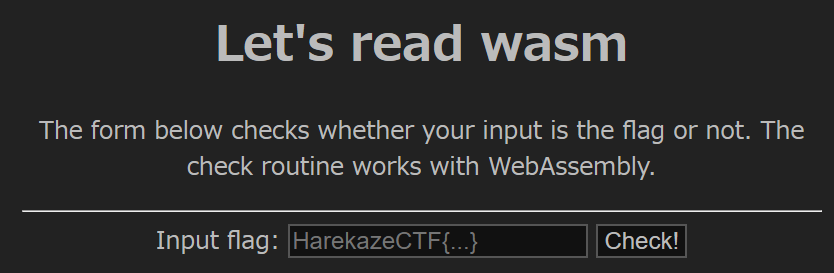 Let's read wasm
The form below checks whether your input is the flag or not. The
check routine works with WebAssembly.
Input flag: HarekazeCTF{...} Check!